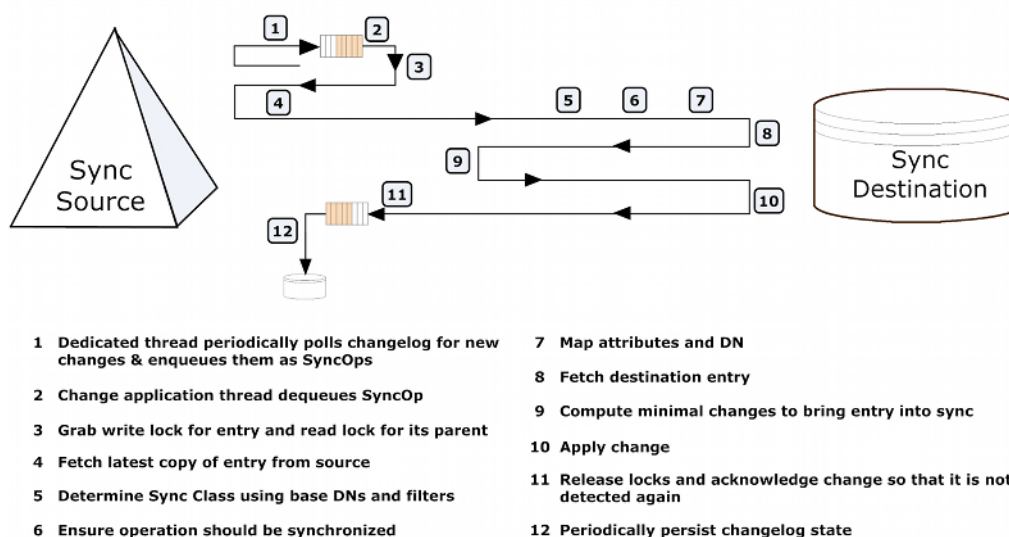 1
2
3
4
5
6
7
8
9
10
11
12
Sync
Source
Sync
Destination
1 Dedicated thread periodically polls changelog for new
changes & enqueues them as SyncOps
2 Change application thread dequeues SyncOp
3 Grab write lock for entry and read lock for its parent
4 Fetch latest copy of entry from source
5 Determine Sync Class using base DNs and filters
6 Ensure operation should be synchronized
7 Map attributes and DN
8 Fetch destination entry
9 Compute minimal changes to bring entry into sync
10 Apply change
11 Release locks and acknowledge change so that it is not
detected again
12 Periodically persist changelog state